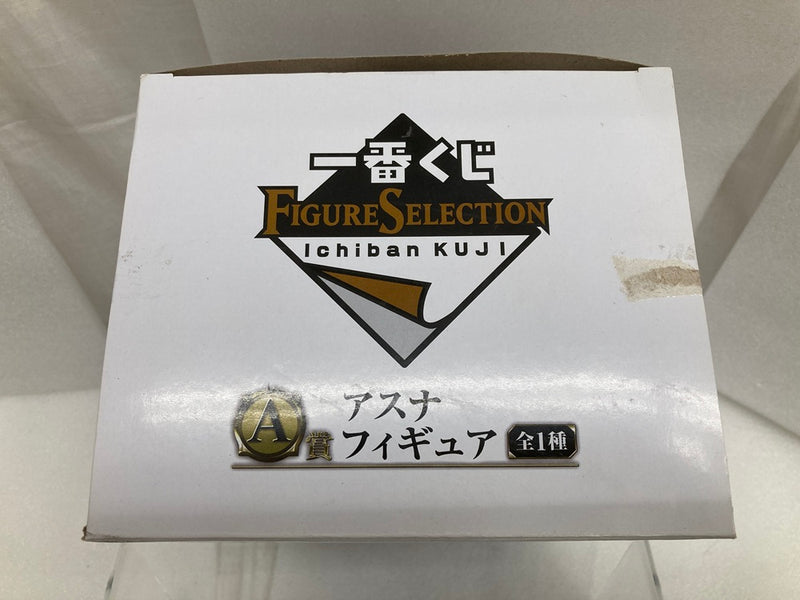 一番くじ
FIGURE SELECTION
Ichiban KUJI
A賞
アスナ
フィギュア 全1種